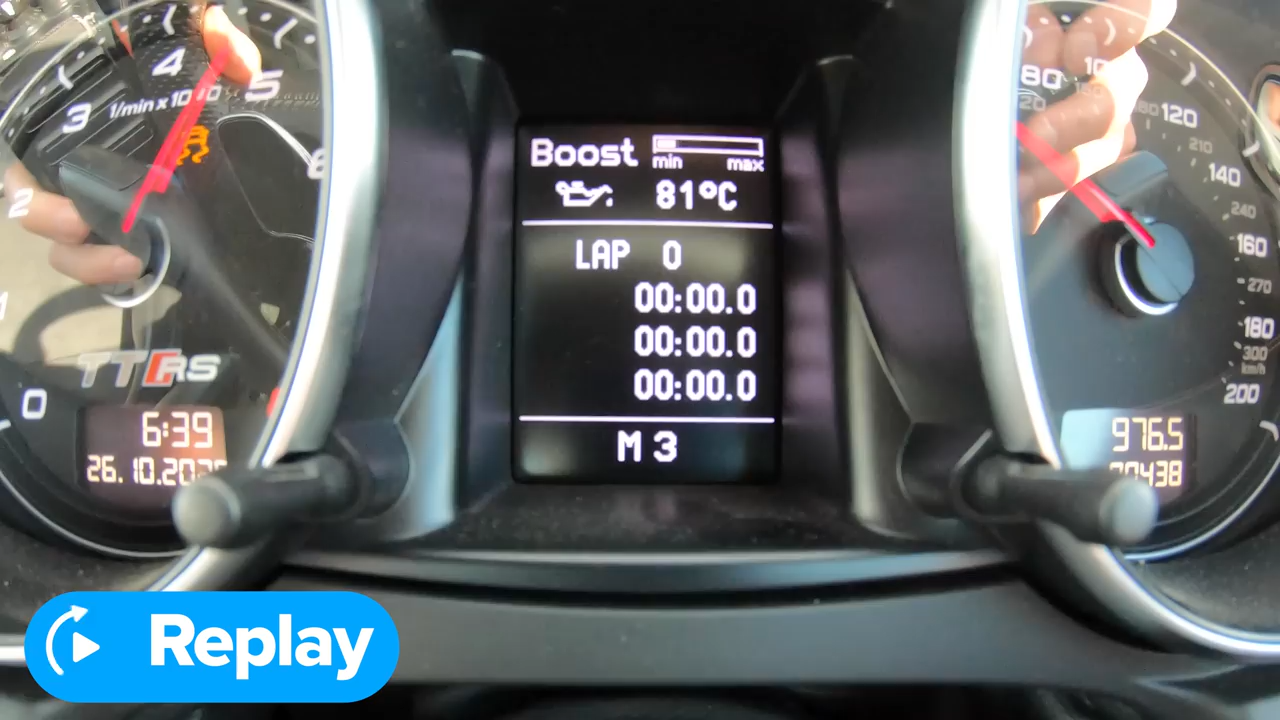 Boost min max
81°C
LAP 0
00:00.0
00:00.0
00:00.0
M 3
0
1
2
3
4
5
1/min x 1000
TTRS
6:39
80
120
140
160
180
200
210
240
270
300
km/h
976.5
Replay